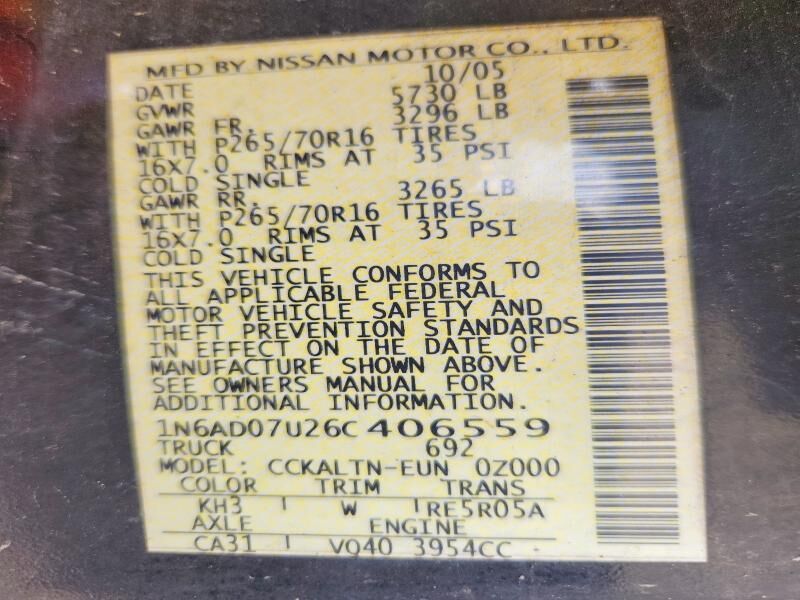 MFD BY NISSAN MOTOR CO., LTD.
DATE 10/05
GVWR 5730 LB
GAWR FR. 3296 LB
WITH P265/70R16 TIRES
16X7.0 RIMS AT 35 PSI
COLD SINGLE
GAWR RR. 3265 LB
WITH P265/70R16 TIRES
16X7.0 RIMS AT 35 PSI
COLD SINGLE
THIS VEHICLE CONFORMS TO
ALL APPLICABLE FEDERAL
MOTOR VEHICLE SAFETY AND
THEFT PREVENTION STANDARDS
IN EFFECT ON THE DATE OF
MANUFACTURE SHOWN ABOVE.
SEE OWNERS MANUAL FOR
ADDITIONAL INFORMATION.
1N6AD07U26C 406559
TRUCK 692
MODEL: CCKALTN-EUN 0Z000
COLOR TRIM TRANS
KH3 W RE5R05A
AXLE ENGINE
CA31 VQ40 3954CC